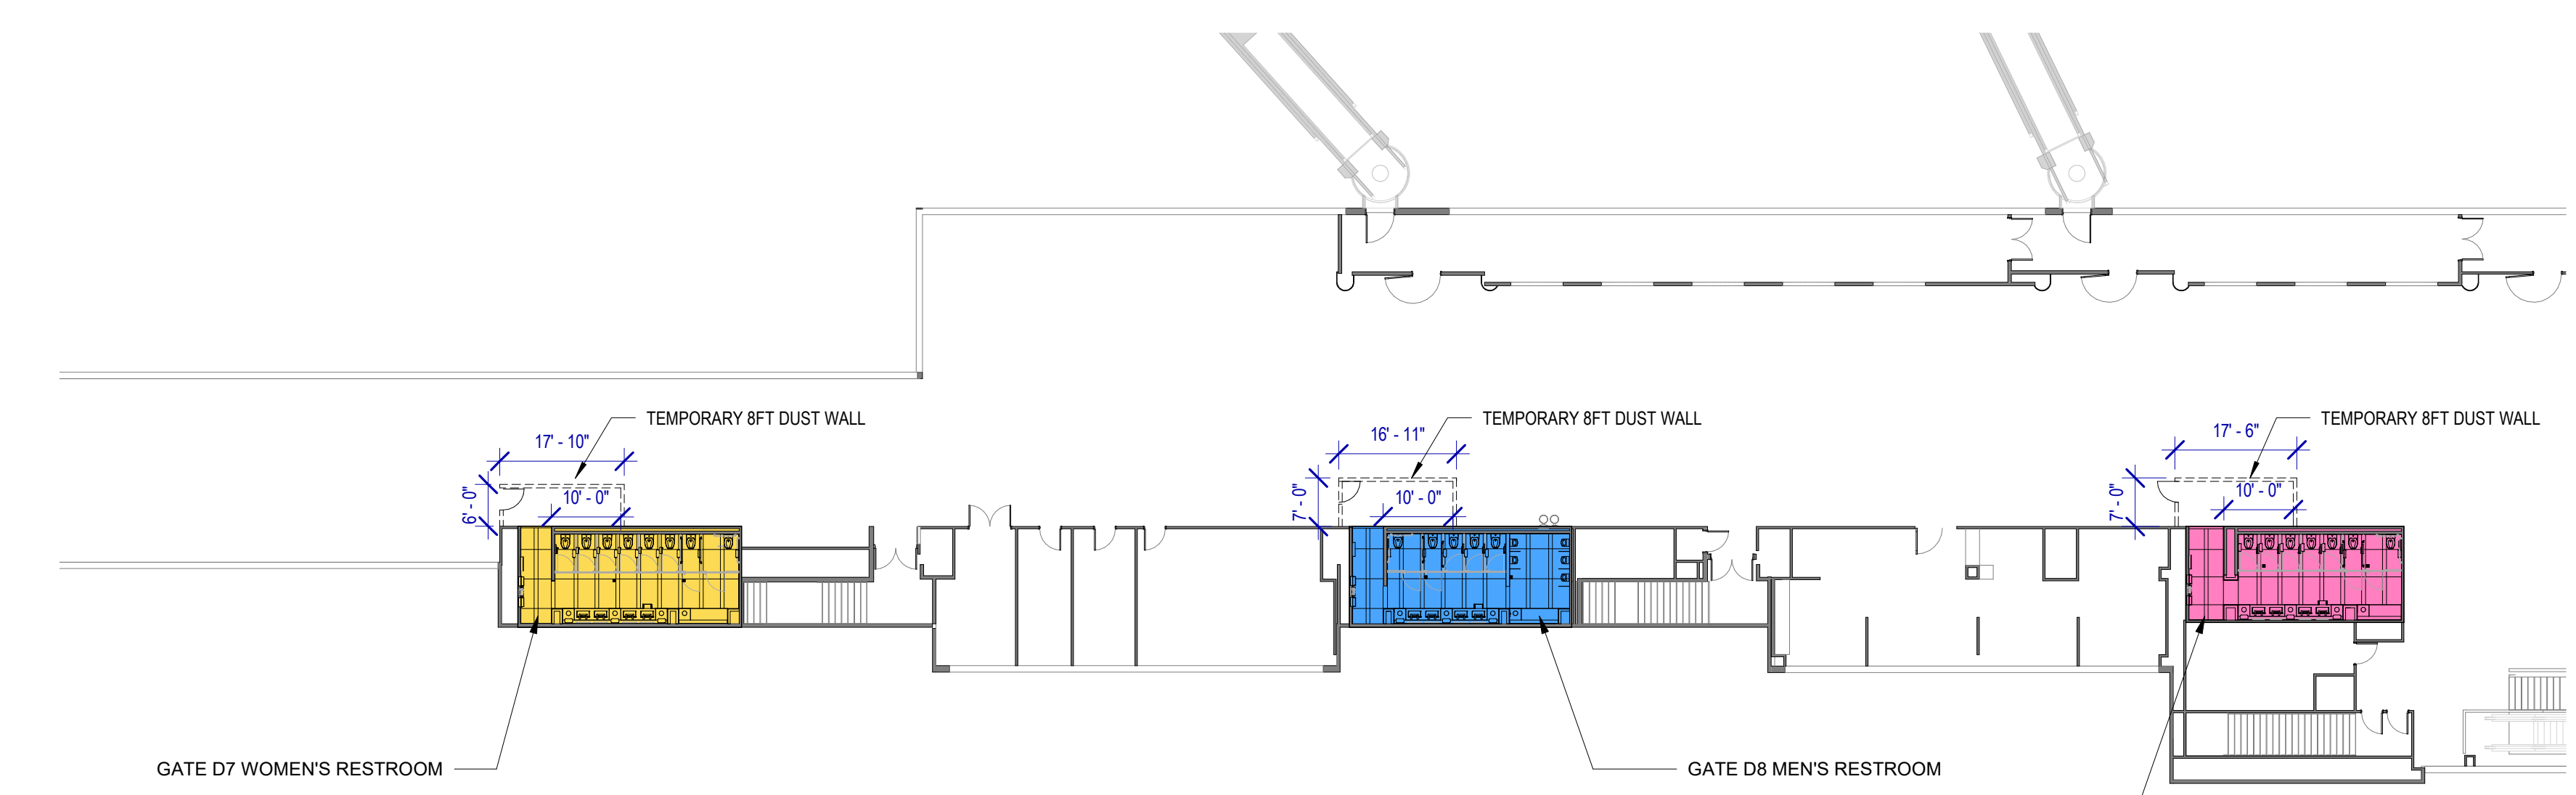 TEMPORARY 8FT DUST WALL
TEMPORARY 8FT DUST WALL
TEMPORARY 8FT DUST WALL
17' - 10"
16' - 11"
17' - 6"
6' - 0"
10' - 0"
7' - 0"
10' - 0"
7' - 0"
10' - 0"
GATE D7 WOMEN'S RESTROOM
GATE D8 MEN'S RESTROOM